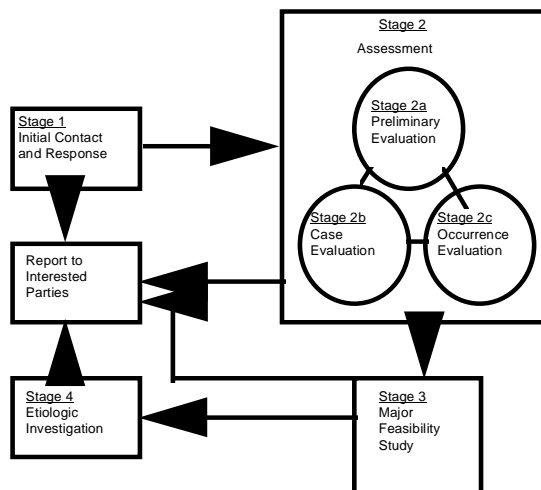 Stage 1
Initial Contact
and Response
Stage 2
Assessment
Stage 2a
Preliminary
Evaluation
Stage 2b
Case
Evaluation
Stage 2c
Occurrence
Evaluation
Report to
Interested
Parties
Stage 3
Major
Feasibility
Study
Stage 4
Etiologic
Investigation